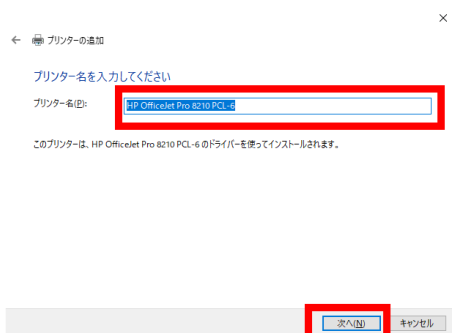 プリンターの追加
プリンター名を入力してください
プリンター名(P): HP OfficeJet Pro 8210 PCL-6
このプリンターは、HP OfficeJet Pro 8210 PCL-6 のドライバーを使ってインストールされます。
次へ(N) キャンセル